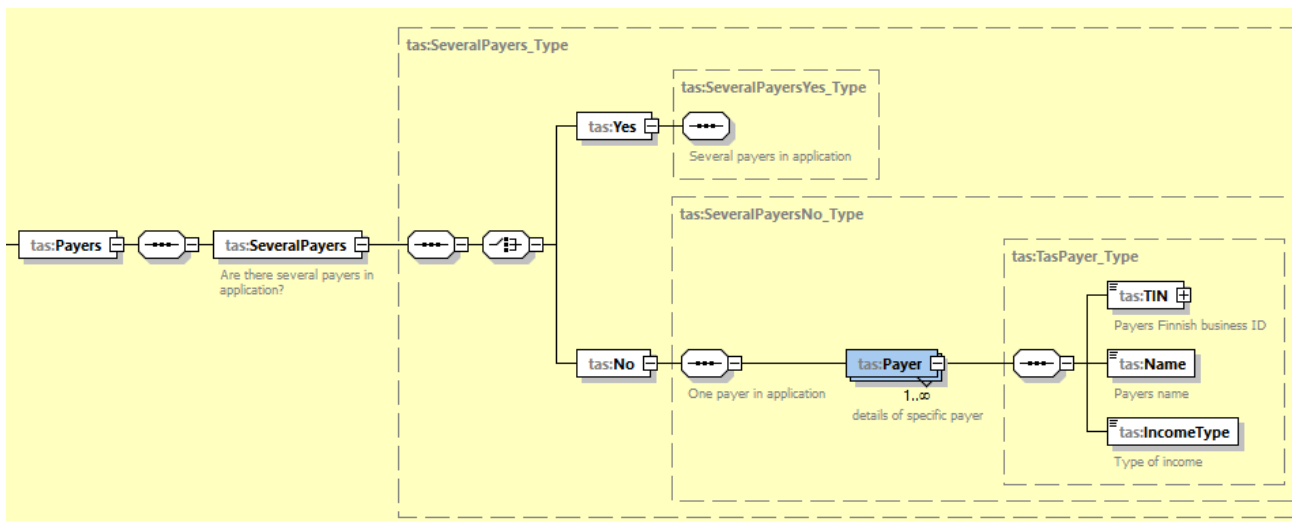 tas:SeveralPayers_Type
tas:SeveralPayersYes_Type
tas:Yes
Several payers in application
tas:SeveralPayersNo_Type
tas:Payers
tas:SeveralPayers
Are there several payers in
application?
tas:TasPayer_Type
tas:TIN
Payers Finnish business ID
tas:No
One payer in application
tas:Payer
1..∞
details of specific payer
tas:Name
Payers name
tas:IncomeType
Type of income